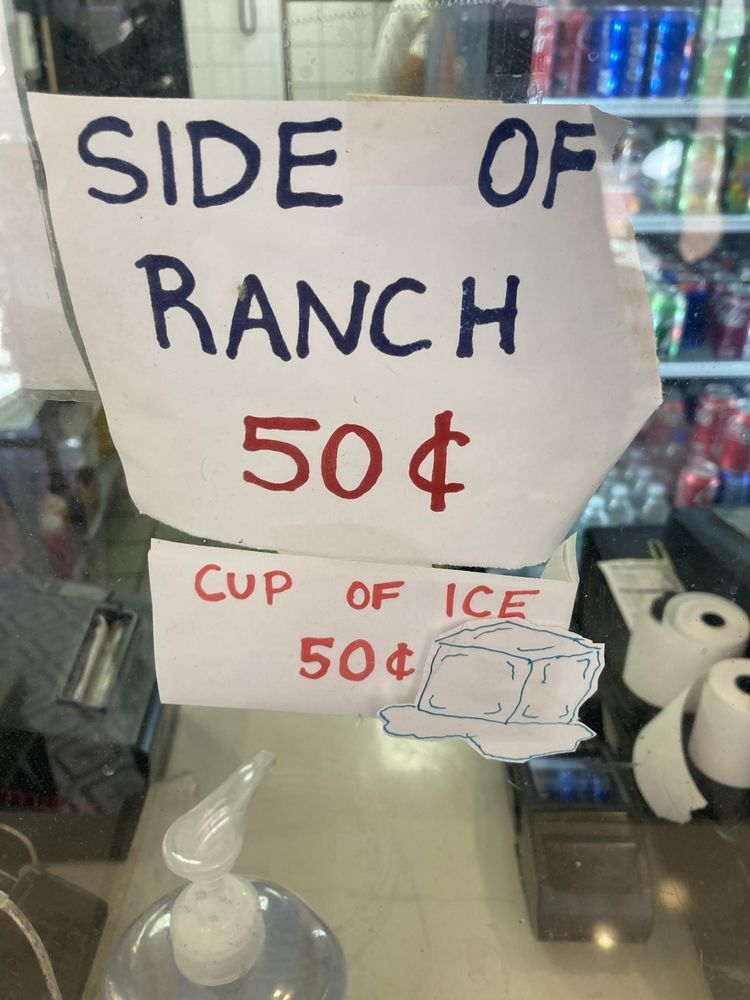 SIDE OF
RANCH
50¢
CUP OF ICE
50¢